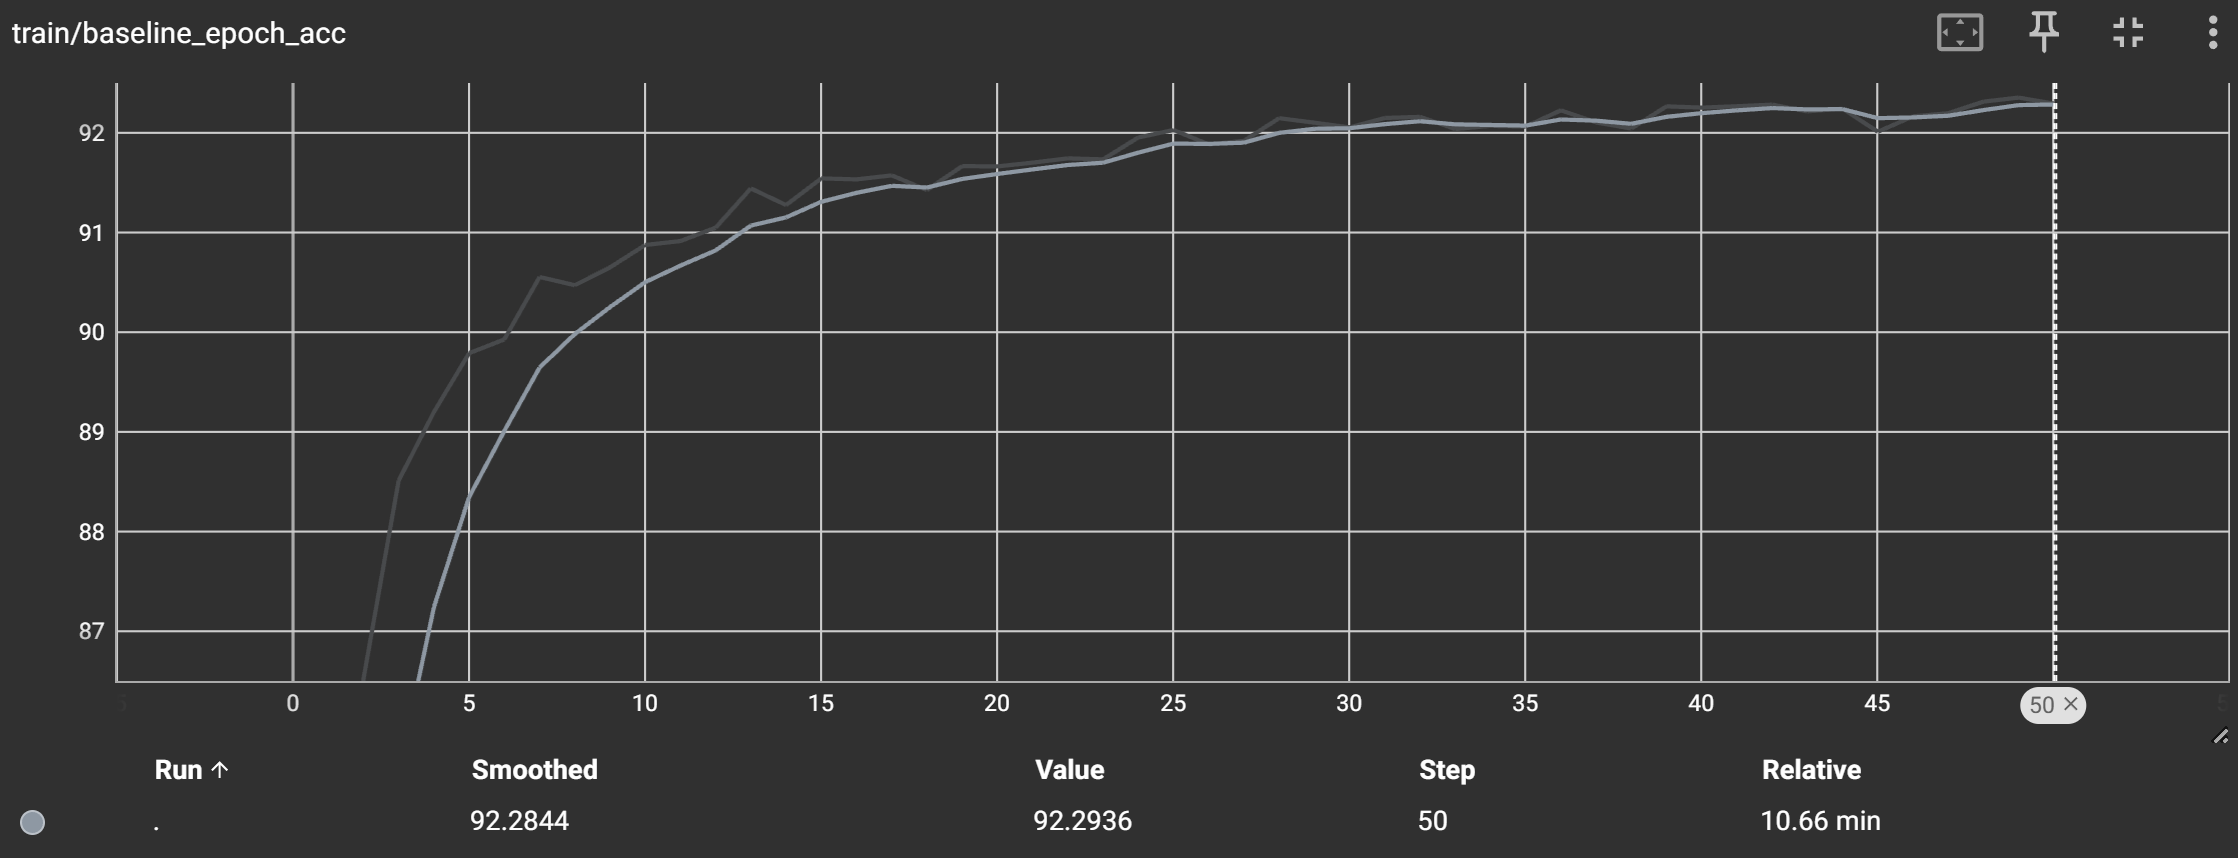 train/baseline_epoch_acc
92
91
90
89
88
87
0 5 10 15 20 25 30 35 40 45 50 ×
Run ↑ Smoothed Value Step Relative
. 92.2844 92.2936 50 10.66 min